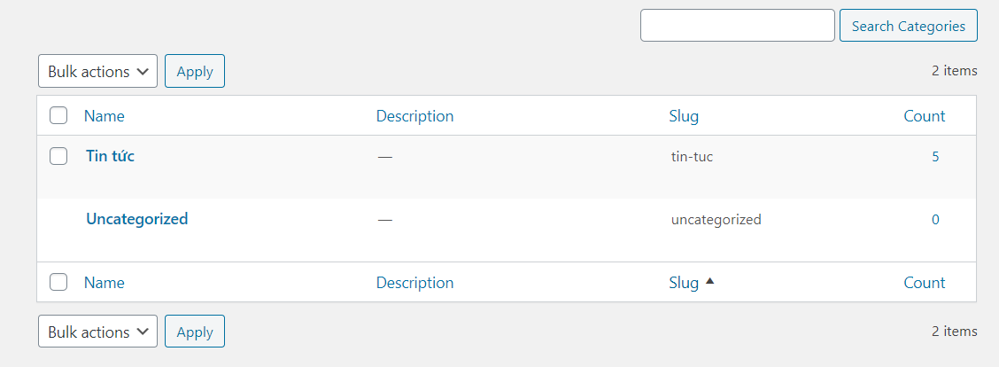 Search Categories
Bulk actions Apply 2 items
Name Description Slug Count
Tin tức — tin-tuc 5
Uncategorized — uncategorized 0
Name Description Slug Count
Bulk actions Apply 2 items